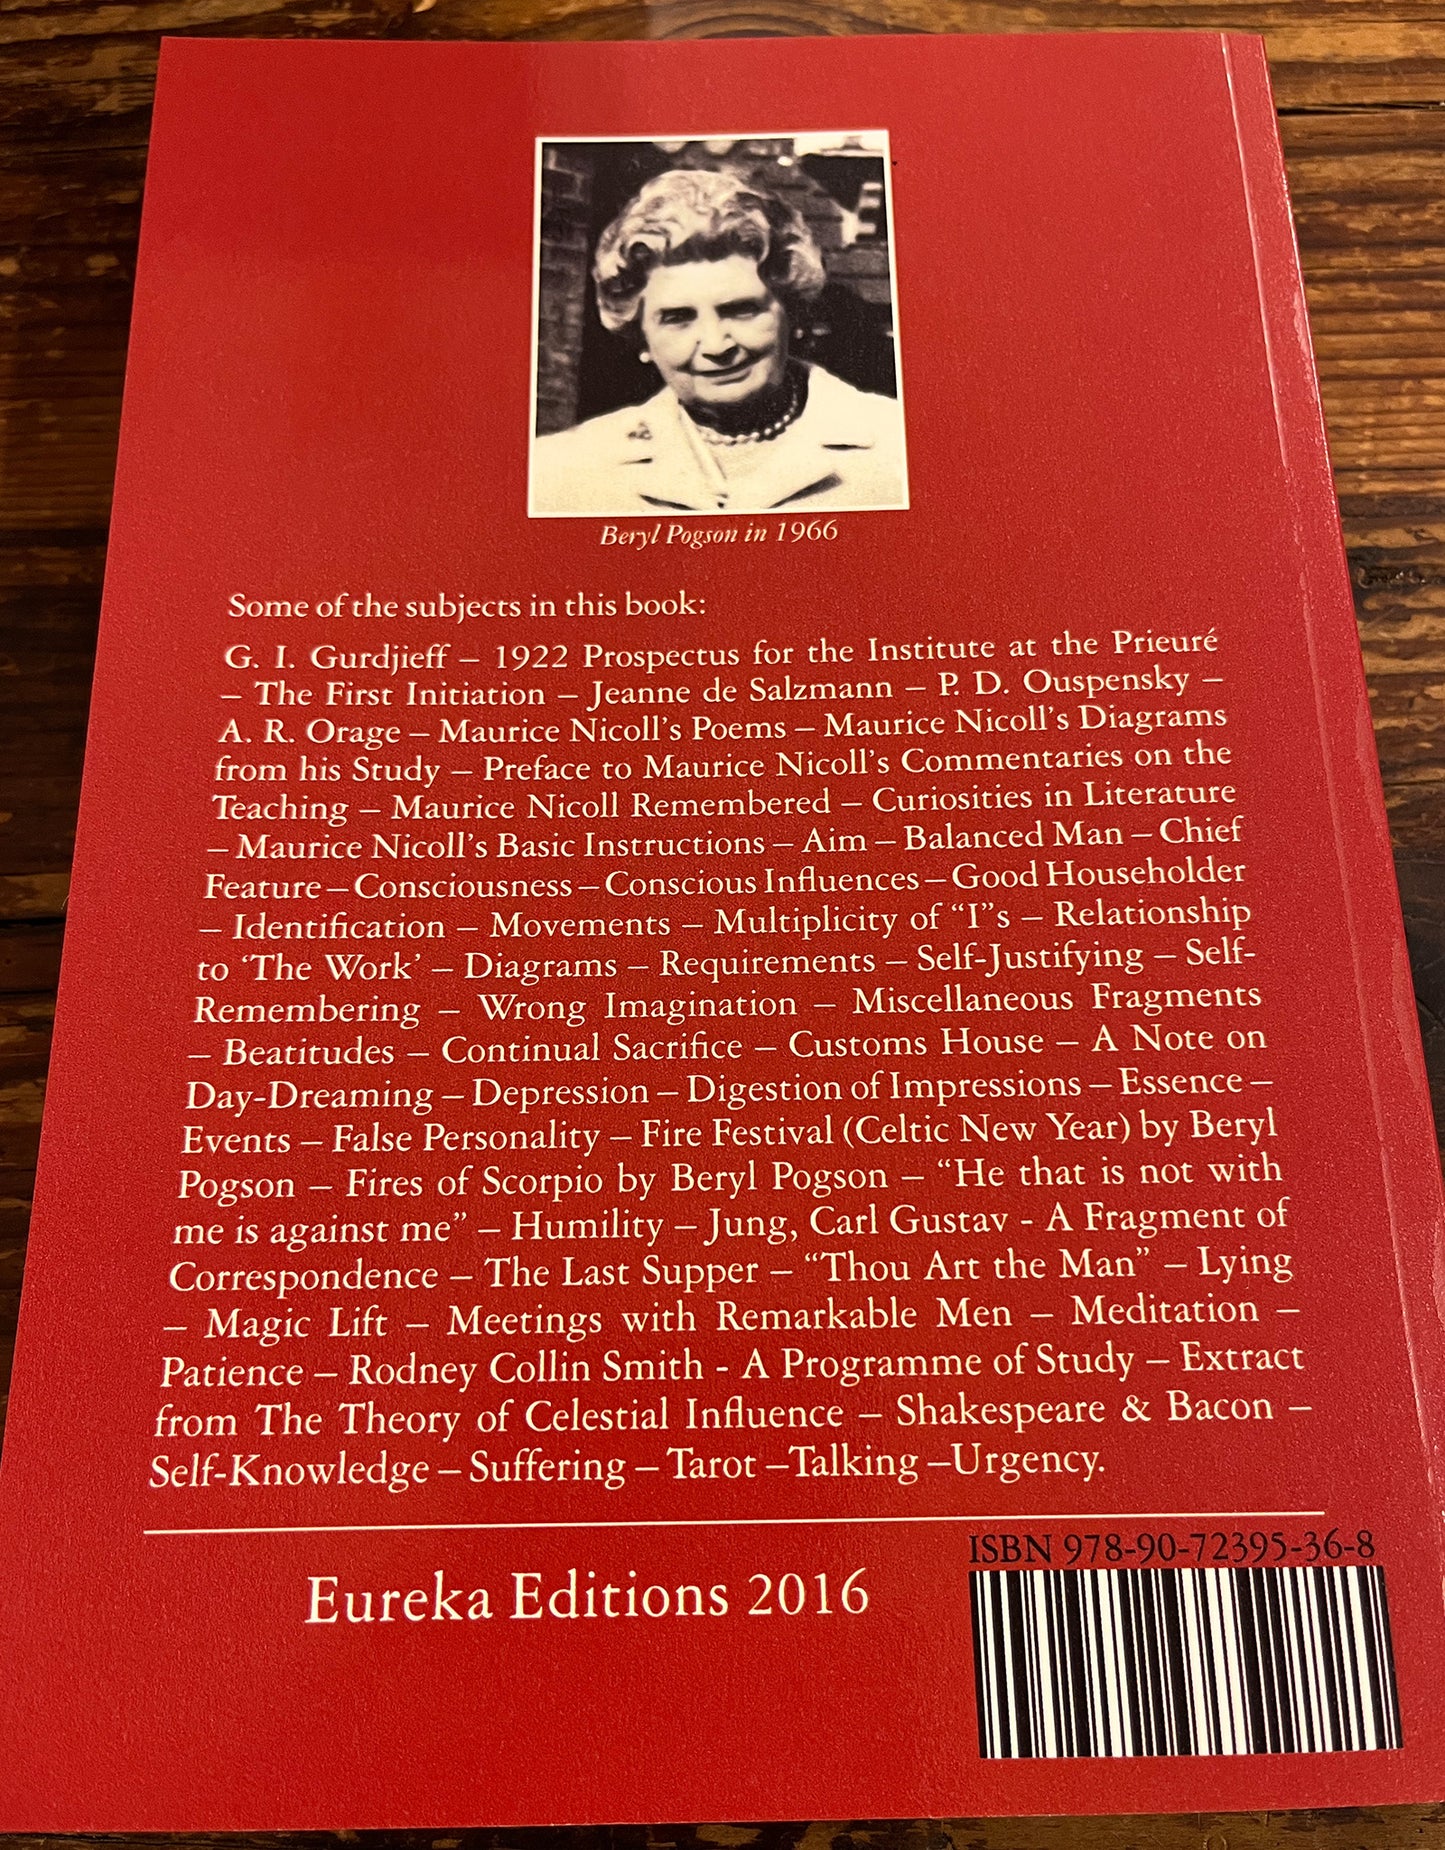 Beryl Pogson in 1966
Some of the subjects in this book:
G. I. Gurdjieff – 1922 Prospectus for the Institute at the Prieuré
– The First Initiation – Jeanne de Salzmann – P. D. Ouspensky –
A. R. Orage – Maurice Nicoll’s Poems – Maurice Nicoll’s Diagrams
from his Study – Preface to Maurice Nicoll’s Commentaries on the
Teaching – Maurice Nicoll Remembered – Curiosities in Literature
– Maurice Nicoll’s Basic Instructions – Aim – Balanced Man – Chief
Feature – Consciousness – Conscious Influences – Good Householder
– Identification – Movements – Multiplicity of “I”s – Relationship
to ‘The Work’ – Diagrams – Requirements – Self-Justifying – Self-
Remembering – Wrong Imagination – Miscellaneous Fragments
– Beatitudes – Continual Sacrifice – Customs House – A Note on
Day-Dreaming – Depression – Digestion of Impressions – Essence –
Events – False Personality – Fire Festival (Celtic New Year) by Beryl
Pogson – Fires of Scorpio by Beryl Pogson – “He that is not with
me is against me” – Humility – Jung, Carl Gustav - A Fragment of
Correspondence – The Last Supper – “Thou Art the Man” – Lying
– Magic Lift – Meetings with Remarkable Men – Meditation –
Patience – Rodney Collin Smith - A Programme of Study – Extract
from The Theory of Celestial Influence – Shakespeare & Bacon –
Self-Knowledge – Suffering – Tarot –Talking –Urgency.
ISBN 978-90-72395-36-8
Eureka Editions 2016